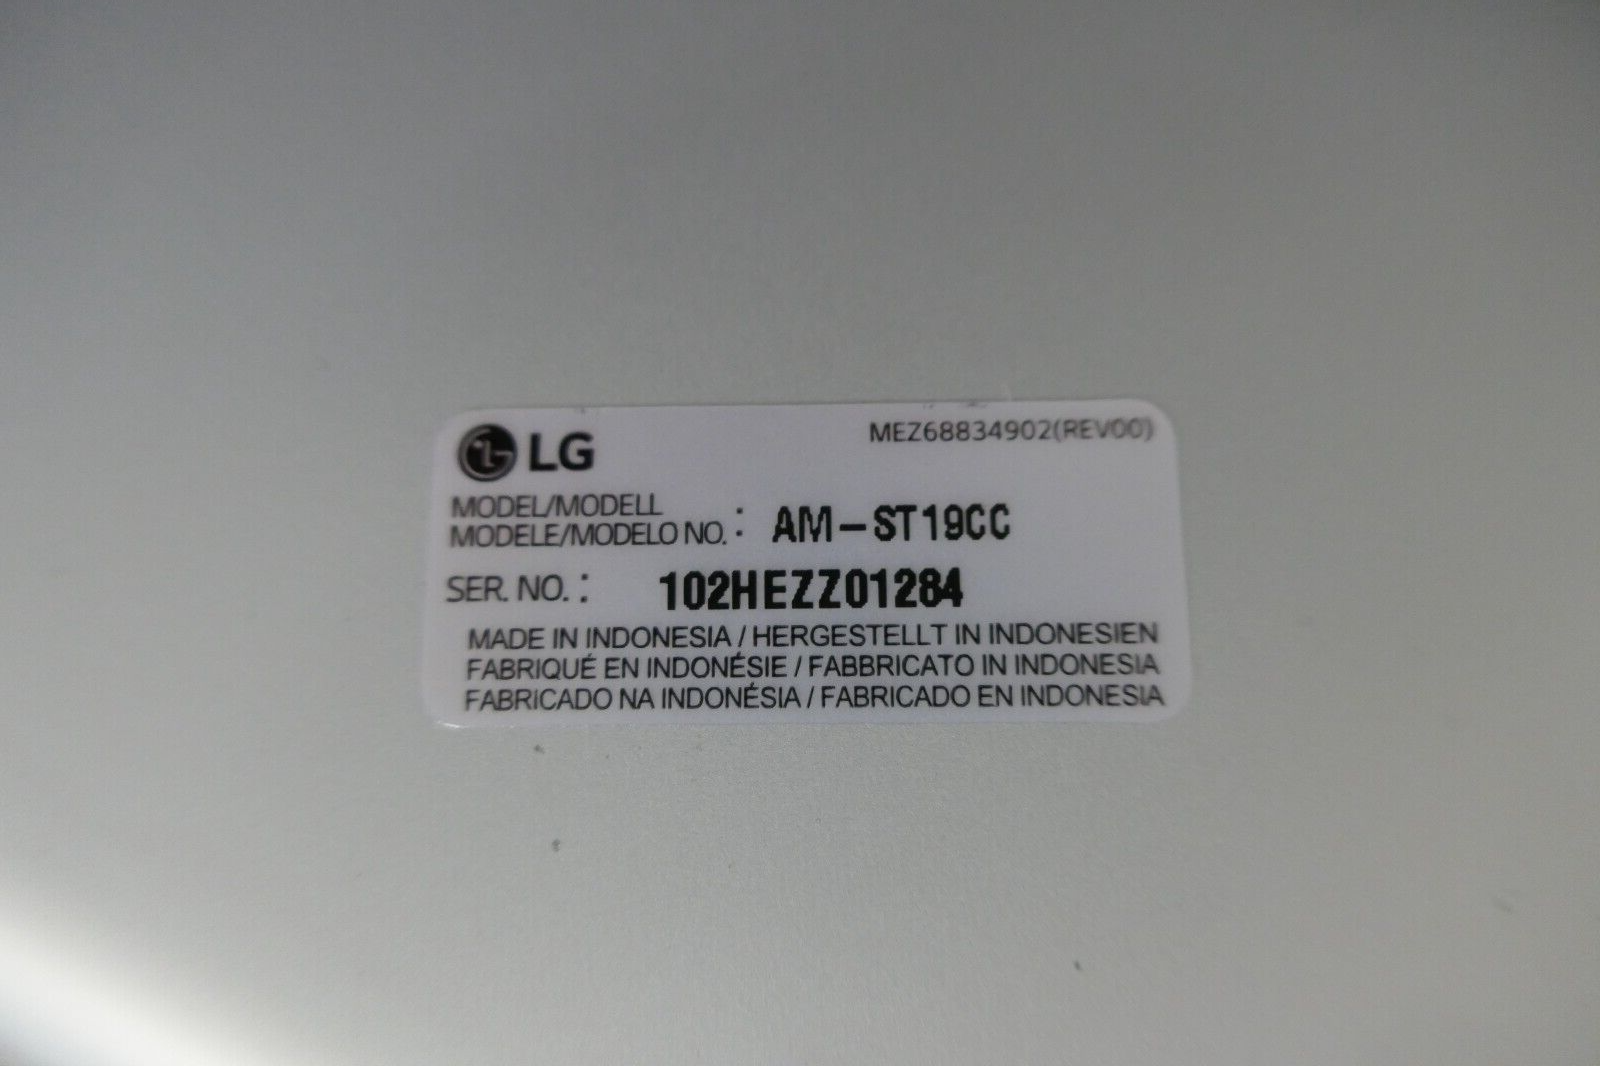 LG
MEZ68834902(REV00)
MODEL/MODELL
MODELE/MODELO NO. : AM-ST19CC
SER. NO. : 102HEZZ01284
MADE IN INDONESIA / HERGESTELLT IN INDONESIEN
FABRIQUÉ EN INDONÉSIE / FABBRICATO IN INDONESIA
FABRICADO NA INDONÉSIA / FABRICADO EN INDONESIA